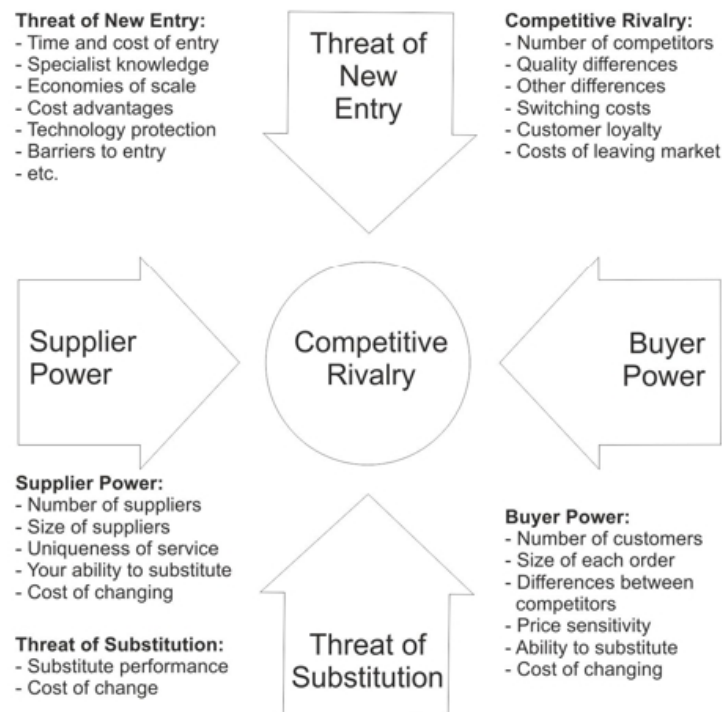 Threat of New Entry:
- Time and cost of entry
- Specialist knowledge
- Economies of scale
- Cost advantages
- Technology protection
- Barriers to entry
- etc.
Threat of
New
Entry
Competitive Rivalry:
- Number of competitors
- Quality differences
- Other differences
- Switching costs
- Customer loyalty
- Costs of leaving market
Supplier
Power
Competitive
Rivalry
Buyer
Power
Supplier Power:
- Number of suppliers
- Size of suppliers
- Uniqueness of service
- Your ability to substitute
- Cost of changing
Threat of Substitution:
- Substitute performance
- Cost of change
Threat of
Substitution
Buyer Power:
- Number of customers
- Size of each order
- Differences between
competitors
- Price sensitivity
- Ability to substitute
- Cost of changing